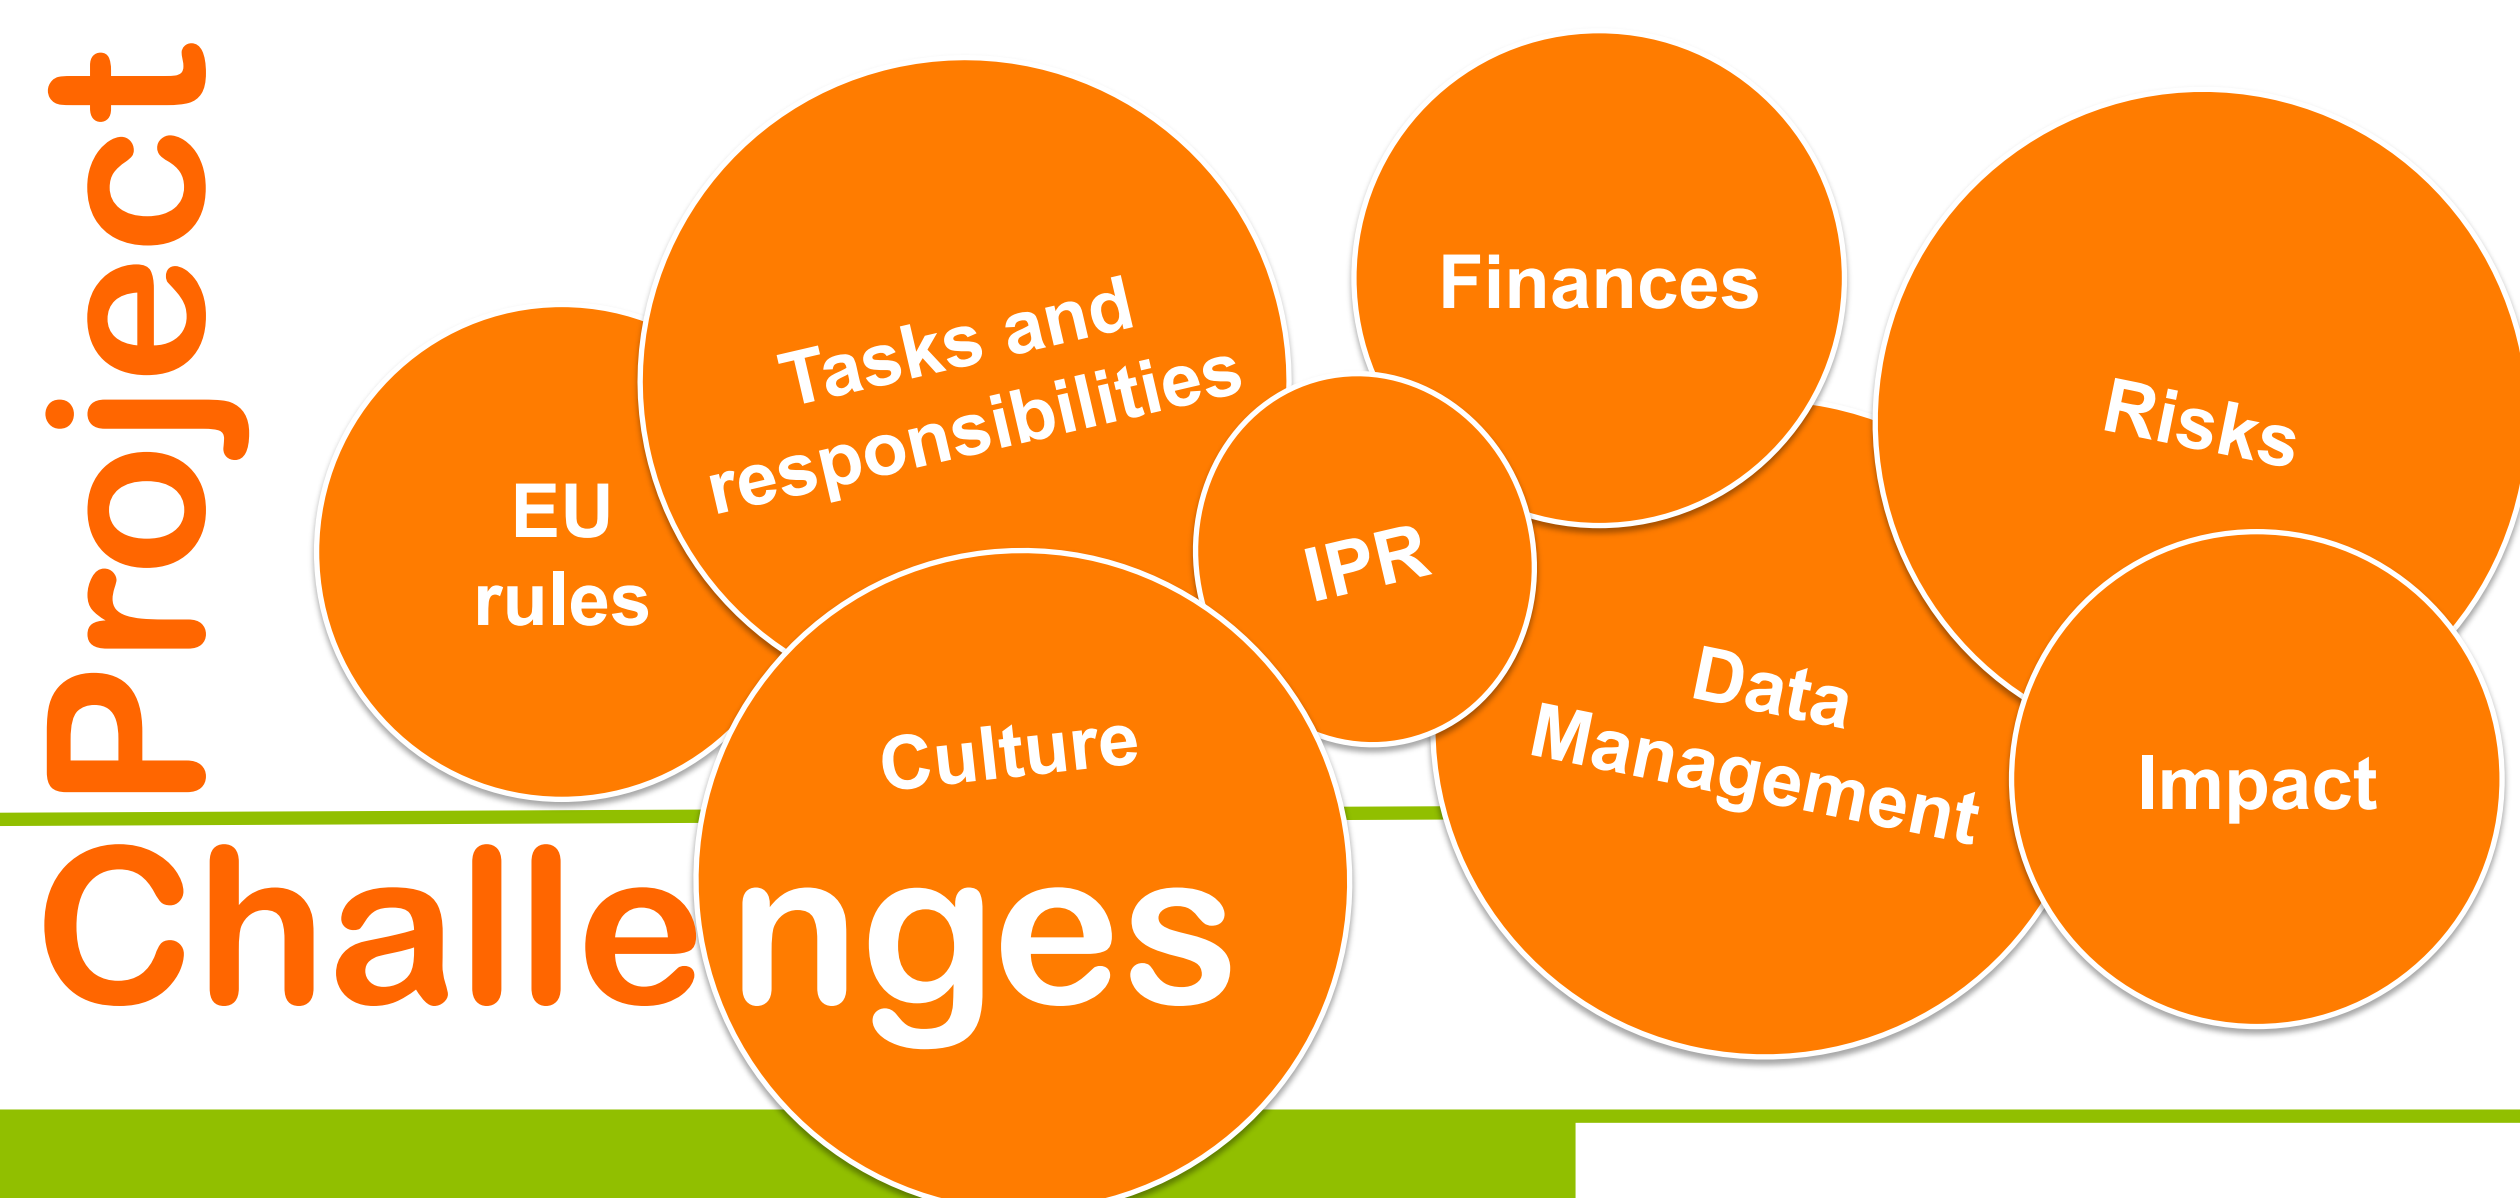 Project
Challenges
EU
rules
Tasks and
responsibilities
Finances
Risks
IPR
Culture
Data
Management
Impact